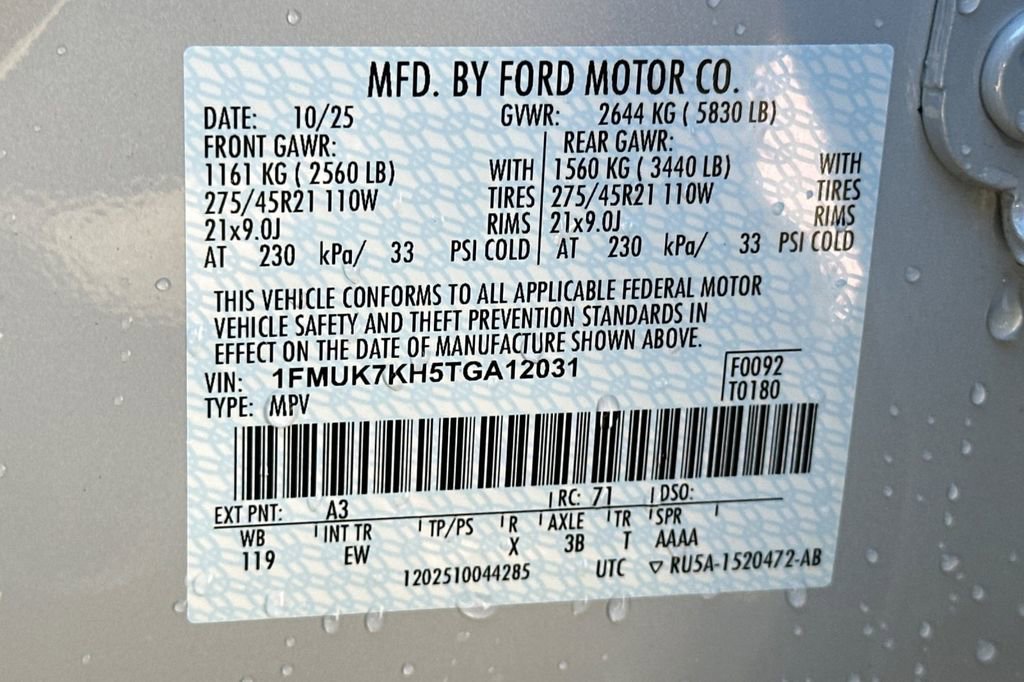 MFD. BY FORD MOTOR CO.
DATE: 10/25 GVWR: 2644 KG ( 5830 LB)
FRONT GAWR: REAR GAWR:
1161 KG ( 2560 LB) WITH 1560 KG ( 3440 LB) WITH
275/45R21 110W TIRES 275/45R21 110W TIRES
21x9.0J RIMS 21x9.0J RIMS
AT 230 kPa/ 33 PSI COLD AT 230 kPa/ 33 PSI COLD
THIS VEHICLE CONFORMS TO ALL APPLICABLE FEDERAL MOTOR
VEHICLE SAFETY AND THEFT PREVENTION STANDARDS IN
EFFECT ON THE DATE OF MANUFACTURE SHOWN ABOVE.
VIN: 1FMUK7KH5TGA12031 F0092
TYPE: MPV T0180
EXT PNT: A3 RC: 71 DSO:
WB INT TR TP/PS R AXLE TR SPR
119 EW X 3B T AAAA
1202510044285 UTC ▽ RU5A-1520472-AB